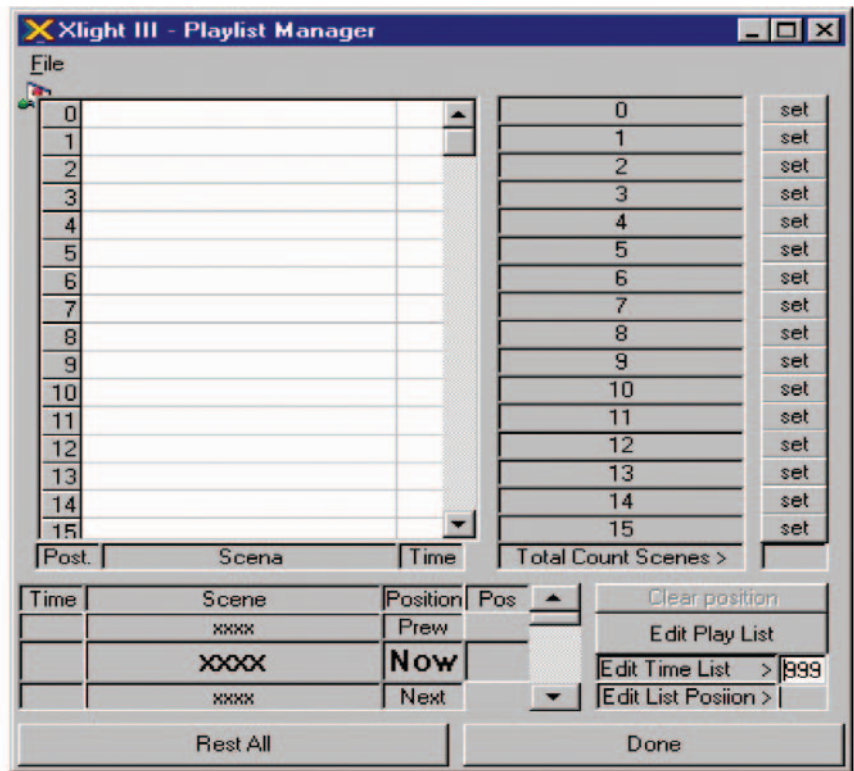 Xlight III - Playlist Manager
File
0 0 set
1 1 set
2 2 set
3 3 set
4 4 set
5 5 set
6 6 set
7 7 set
8 8 set
9 9 set
10 10 set
11 11 set
12 12 set
13 13 set
14 14 set
15 15 set
Post. Scena Time Total Count Scenes >
Time Scene Position Pos Clear position
xxxx Prew Edit Play List
xxxx Now Edit Time List > 999
xxxx Next Edit List Posiion >
Rest All Done